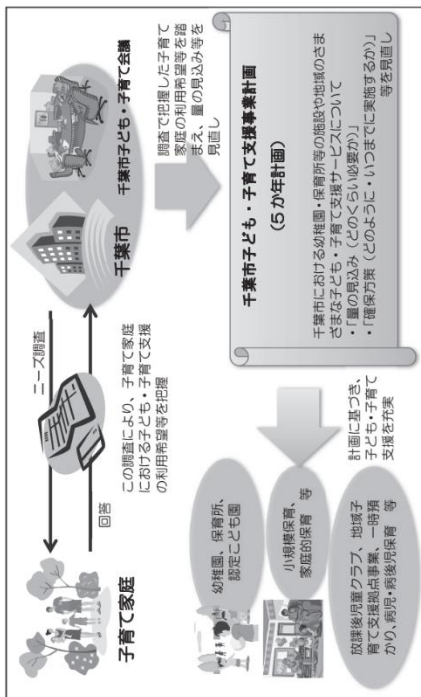 ニーズ調査
回答
子育て家庭
この調査により、子育て家庭
における子ども・子育て支援
の利用希望等を把握
千葉市
千葉市子ども・子育て会議
調査で把握した子育て
家庭の利用希望等を踏
まえ、量の見込み等を
見直し
千葉市子ども・子育て支援事業計画
(5か年計画)
千葉市における幼稚園・保育所等の施設や地域のさま
ざまな子ども・子育て支援サービスについて
・「量の見込み(どのくらい必要か)」
・「確保方策(どのように・いつまでに実施するか)」
等を見直し
計画に基づき、
子ども・子育て
支援を充実
幼稚園、保育所、
認定こども園
小規模保育、
家庭的保育 等
放課後児童クラブ、地域子
育て支援拠点事業、一時預
かり、病児・病後児保育 等